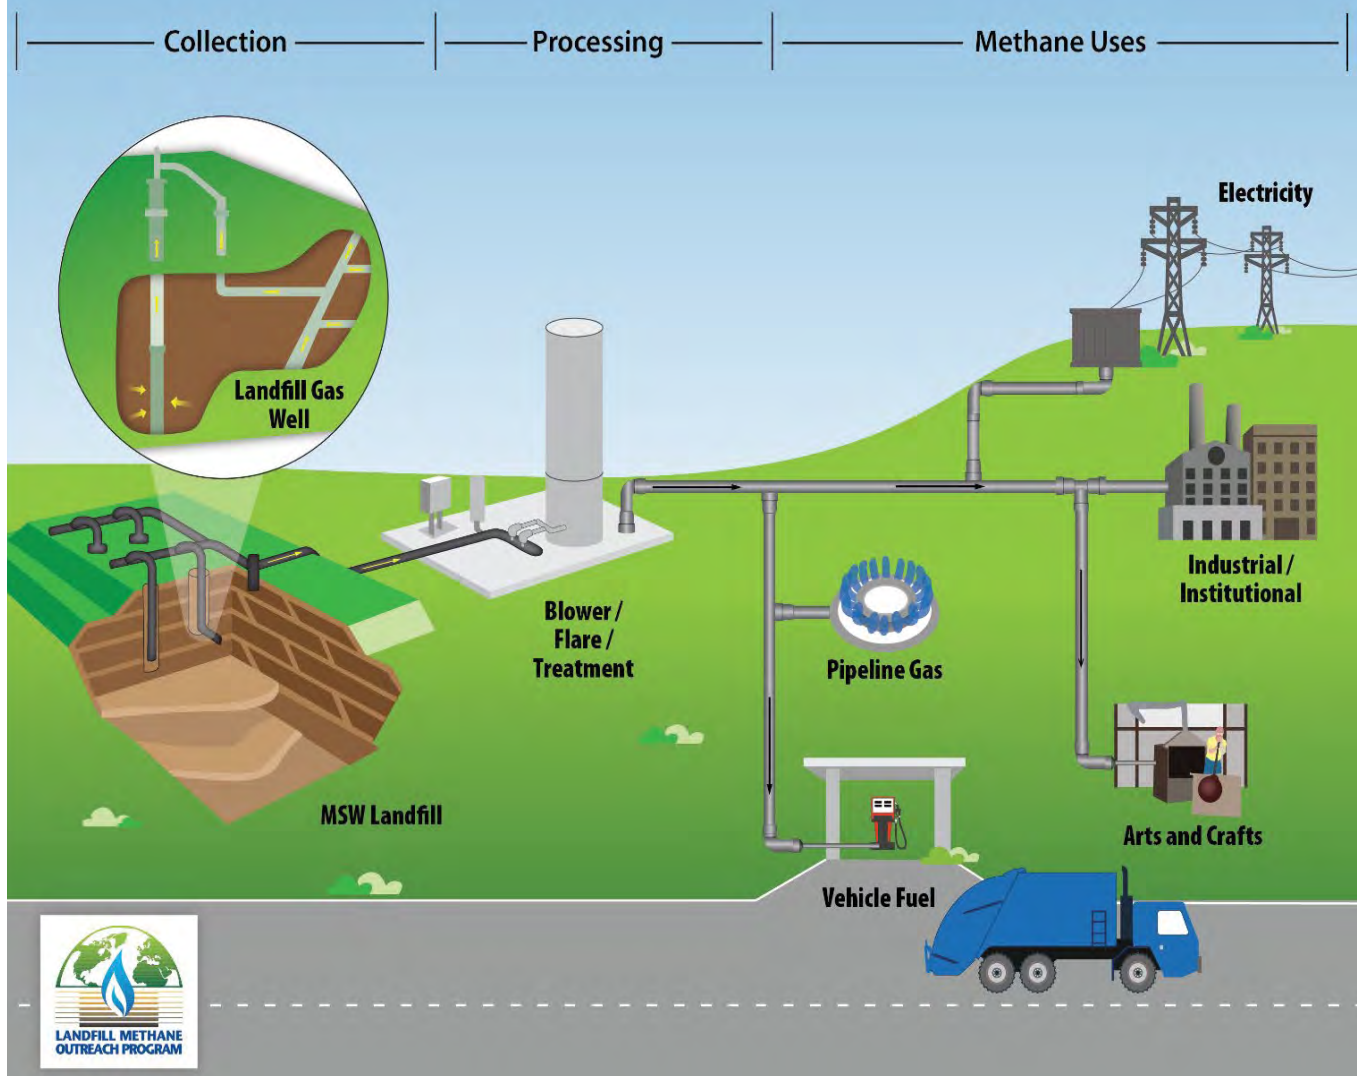 Collection
Processing
Methane Uses
Landfill Gas
Well
Electricity
Industrial /
Institutional
Blower /
Flare /
Treatment
Pipeline Gas
MSW Landfill
Arts and Crafts
Vehicle Fuel
LANDFILL METHANE
OUTREACH PROGRAM